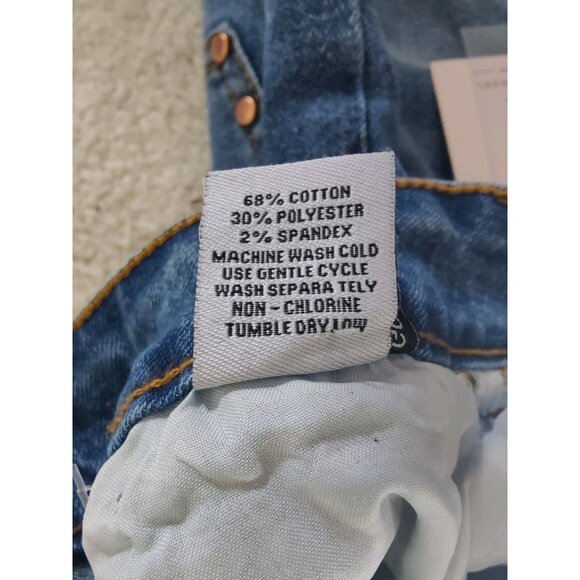 68% COTTON
30% POLYESTER
2% SPANDEX
MACHINE WASH COLD
USE GENTLE CYCLE
WASH SEPARA TELY
NON - CHLORINE
TUMBLE DRY LOW